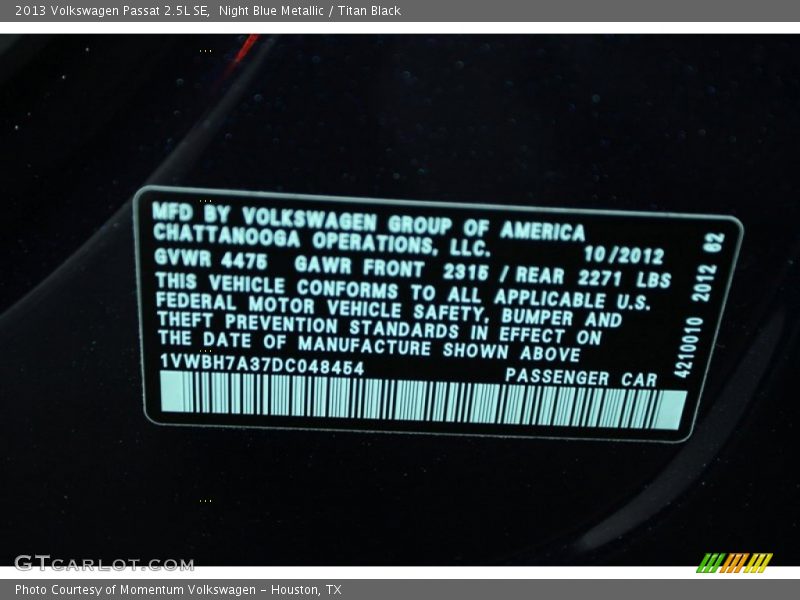 2013 Volkswagen Passat 2.5L SE,  Night Blue Metallic / Titan Black
MFD BY VOLKSWAGEN GROUP OF AMERICA
CHATTANOOGA OPERATIONS, LLC.
10/2012
GVWR 4475 GAWR FRONT 2315 / REAR 2271 LBS
THIS VEHICLE CONFORMS TO ALL APPLICABLE U.S.
FEDERAL MOTOR VEHICLE SAFETY, BUMPER AND
THEFT PREVENTION STANDARDS IN EFFECT ON
THE DATE OF MANUFACTURE SHOWN ABOVE
1VWBH7A37DC048454
PASSENGER CAR
4210010 2012 62
GTCARLOT.COM
Photo Courtesy of Momentum Volkswagen - Houston, TX